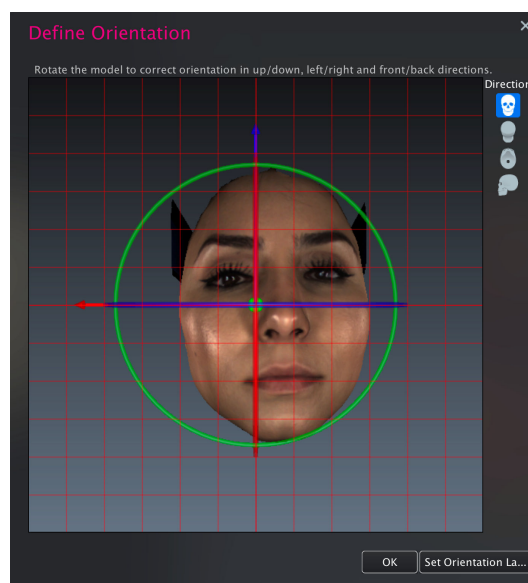 Define Orientation
Rotate the model to correct orientation in up/down, left/right and front/back directions.
Direction
OK
Set Orientation La...